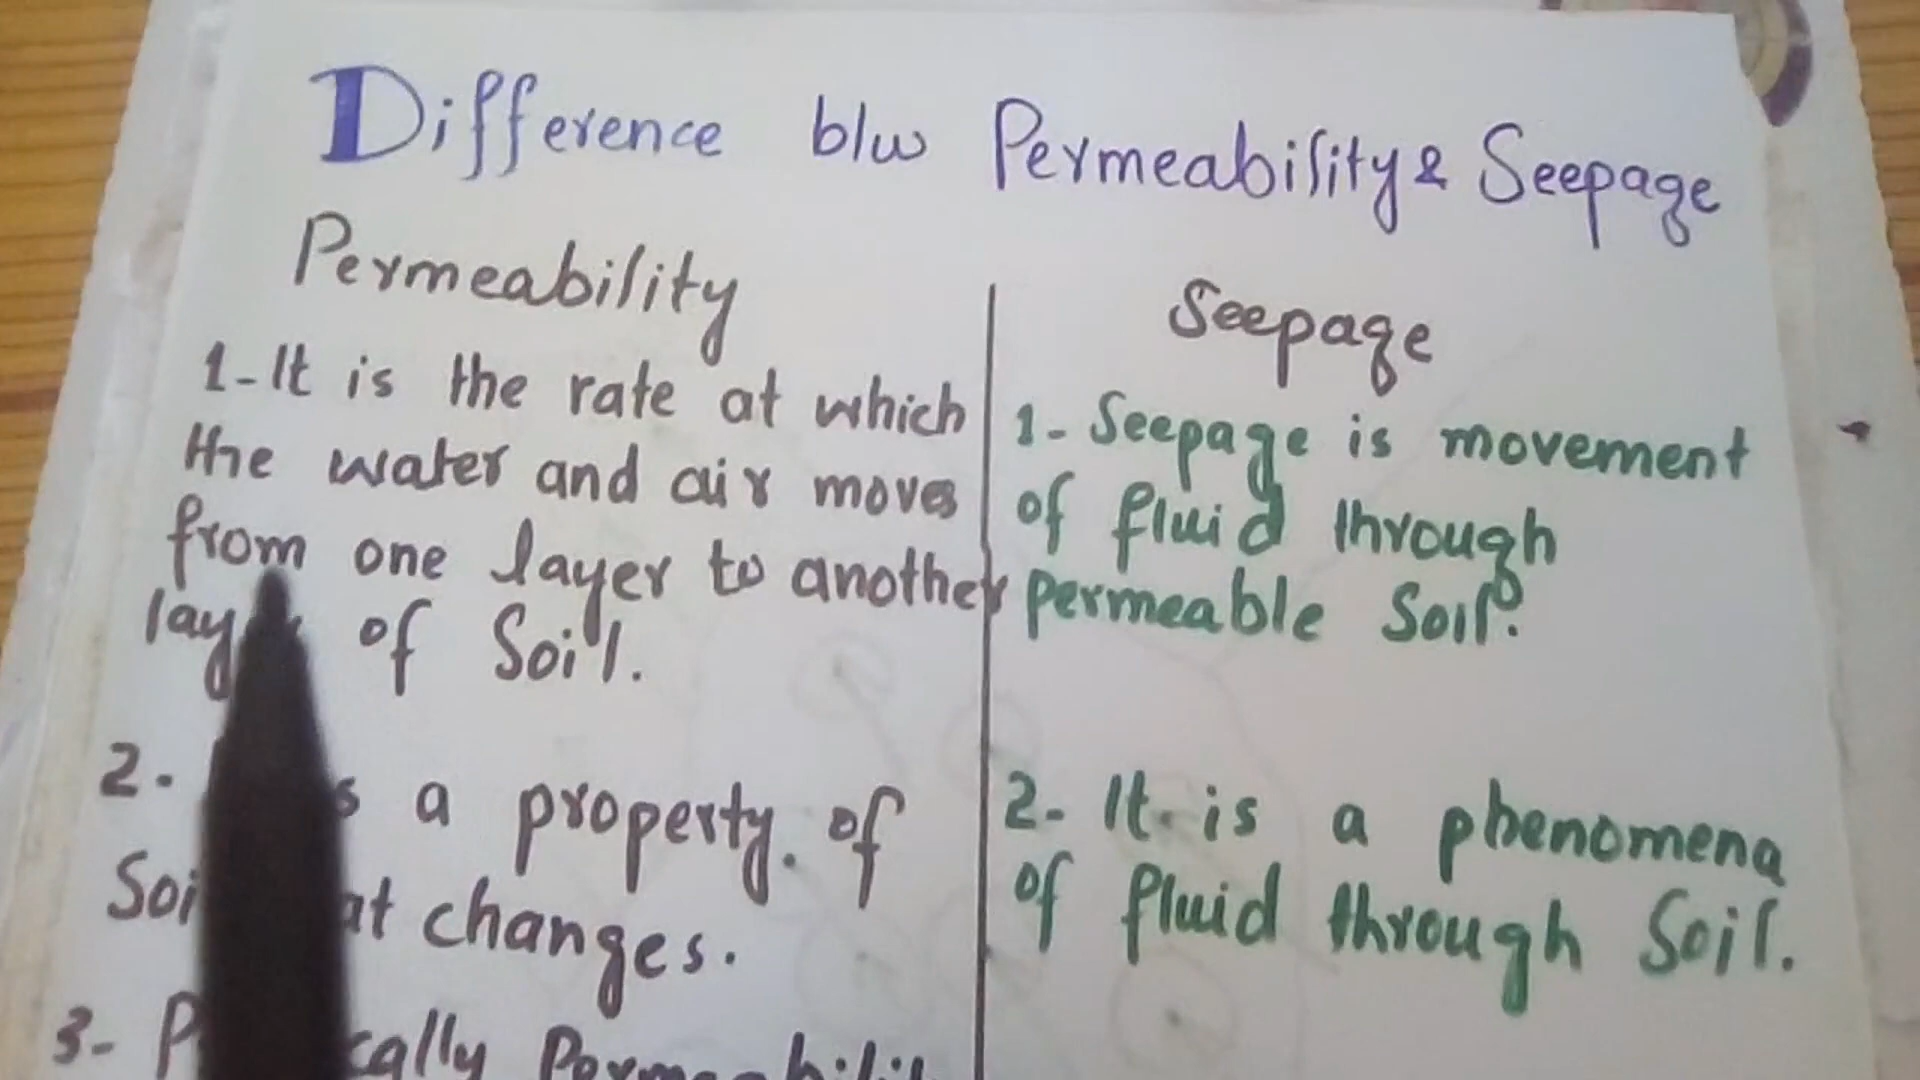 Difference b/w Permeability & Seepage
Permeability
1- It is the rate at which
the water and air moves
from one layer to another
of Soil.
2. a property. of
changes.
3-
Seepage
1- Seepage is movement
of fluid through
permeable Soil.
2- It is a phenomena
of fluid through Soil.